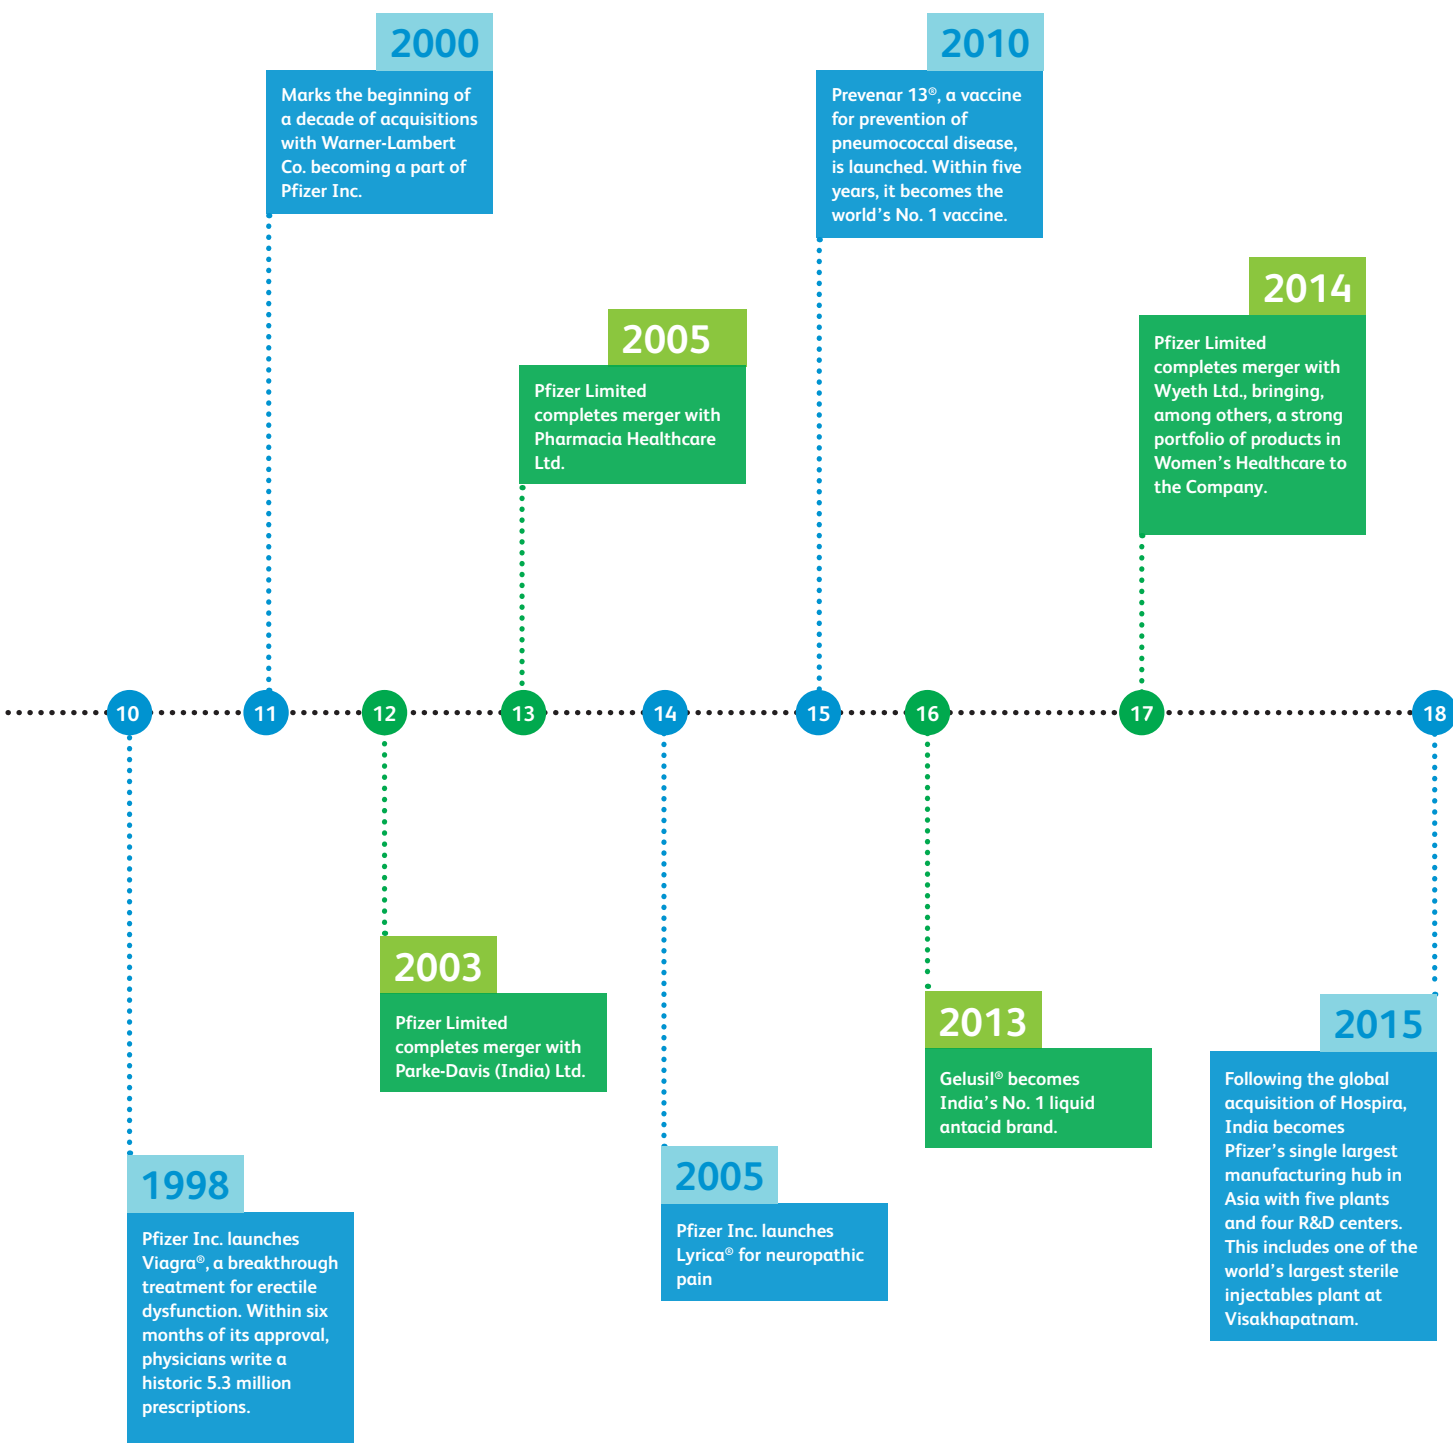 2000
Marks the beginning of
a decade of acquisitions
with Warner-Lambert
Co. becoming a part of
Pfizer Inc.
2010
Prevenar 13®, a vaccine
for prevention of
pneumococcal disease,
is launched. Within five
years, it becomes the
world's No. 1 vaccine.
2005
Pfizer Limited
completes merger with
Pharmacia Healthcare
Ltd.
2014
Pfizer Limited
completes merger with
Wyeth Ltd., bringing,
among others, a strong
portfolio of products in
Women's Healthcare to
the Company.
10 11 12 13 14 15 16 17 18
2003
Pfizer Limited
completes merger with
Parke-Davis (India) Ltd.
2013
Gelusil® becomes
India's No. 1 liquid
antacid brand.
2015
Following the global
acquisition of Hospira,
India becomes
Pfizer's single largest
manufacturing hub in
Asia with five plants
and four R&D centers.
This includes one of the
world's largest sterile
injectables plant at
Visakhapatnam.
1998
Pfizer Inc. launches
Viagra®, a breakthrough
treatment for erectile
dysfunction. Within six
months of its approval,
physicians write a
historic 5.3 million
prescriptions.
2005
Pfizer Inc. launches
Lyrica® for neuropathic
pain